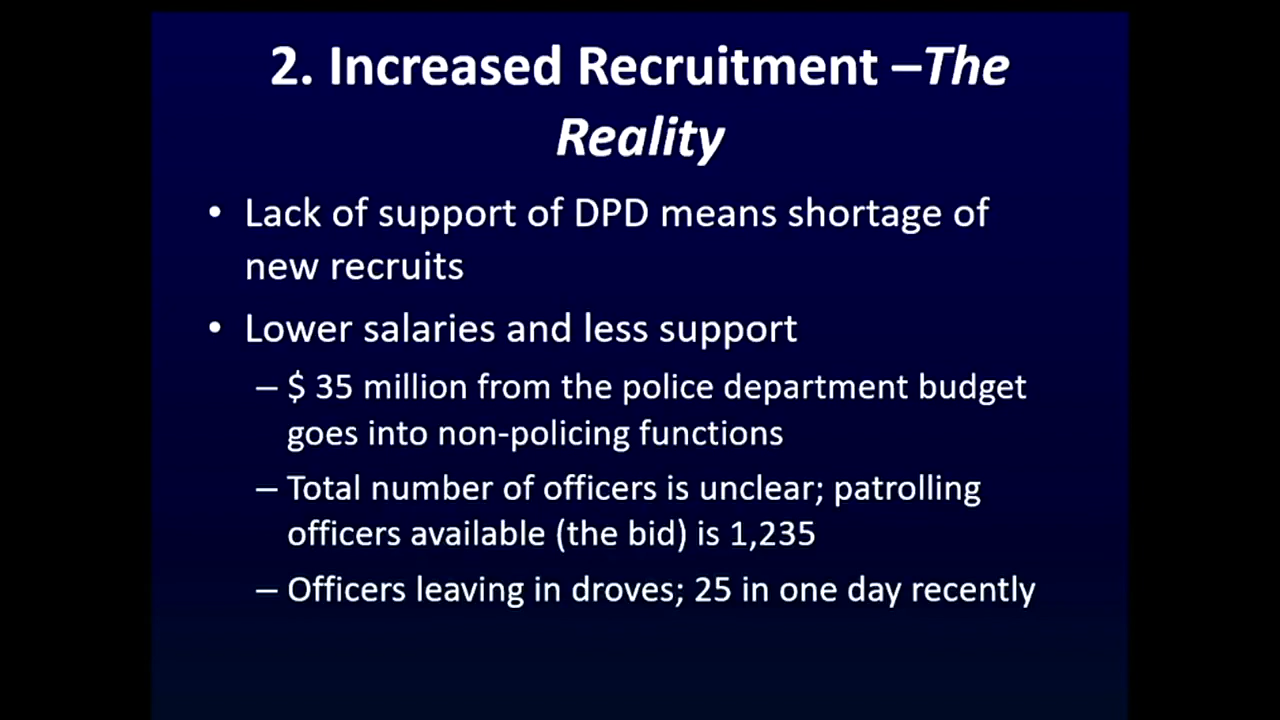 2. Increased Recruitment –The
Reality
• Lack of support of DPD means shortage of
new recruits
• Lower salaries and less support
– $ 35 million from the police department budget
goes into non-policing functions
– Total number of officers is unclear; patrolling
officers available (the bid) is 1,235
– Officers leaving in droves; 25 in one day recently